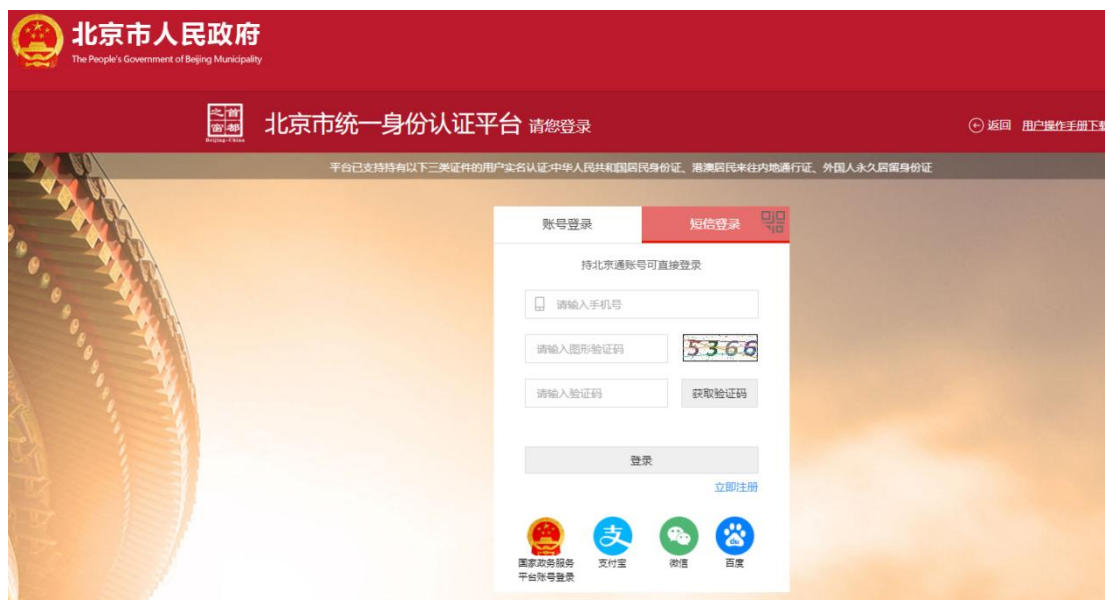 北京市人民政府
The People's Government of Beijing Municipality
首都之窗
Beijing-China
北京市统一身份认证平台 请您登录
返回 用户操作手册下载
平台已支持持有以下三类证件的用户实名认证:中华人民共和国居民身份证、港澳居民来往内地通行证、外国人永久居留身份证
账号登录 短信登录
持北京通账号可直接登录
请输入手机号
请输入图形验证码 5366
请输入验证码 获取验证码
登录
立即注册
du
国家政务服务 支付宝 微信 百度
平台账号登录